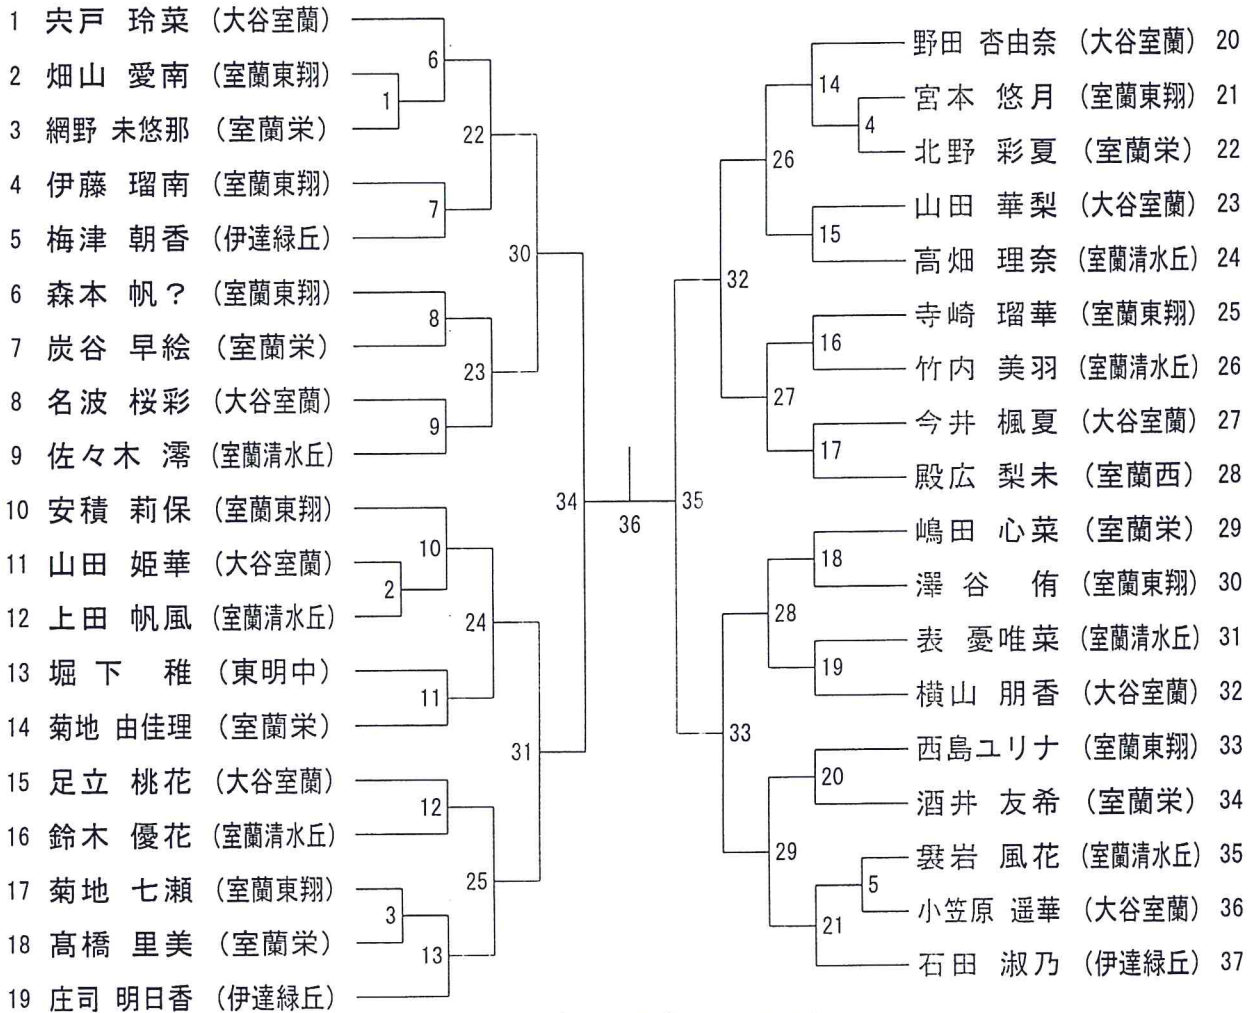 1 宍戸 玲菜 (大谷室蘭)
2 畑山 愛南 (室蘭東翔)
3 網野 未悠那 (室蘭栄)
4 伊藤 瑠南 (室蘭東翔)
5 梅津 朝香 (伊達緑丘)
6 森本 帆? (室蘭東翔)
7 炭谷 早絵 (室蘭栄)
8 名波 桜彩 (大谷室蘭)
9 佐々木 澪 (室蘭清水丘)
10 安積 莉保 (室蘭東翔)
11 山田 姫華 (大谷室蘭)
12 上田 帆風 (室蘭清水丘)
13 堀下 稚 (東明中)
14 菊地 由佳理 (室蘭栄)
15 足立 桃花 (大谷室蘭)
16 鈴木 優花 (室蘭清水丘)
17 菊地 七瀬 (室蘭東翔)
18 髙橋 里美 (室蘭栄)
19 庄司 明日香 (伊達緑丘)
6
1
22
7
30
8
23
9
34
10
2
24
11
31
12
25
3
13
36
35
14
4
26
15
32
16
27
17
18
28
19
33
20
29
5
21
野田 杏由奈 (大谷室蘭) 20
宮本 悠月 (室蘭東翔) 21
北野 彩夏 (室蘭栄) 22
山田 華梨 (大谷室蘭) 23
高畑 理奈 (室蘭清水丘) 24
寺崎 瑠華 (室蘭東翔) 25
竹内 美羽 (室蘭清水丘) 26
今井 楓夏 (大谷室蘭) 27
殿広 梨未 (室蘭西) 28
嶋田 心菜 (室蘭栄) 29
澤谷 侑 (室蘭東翔) 30
表 憂唯菜 (室蘭清水丘) 31
横山 朋香 (大谷室蘭) 32
西島ユリナ (室蘭東翔) 33
酒井 友希 (室蘭栄) 34
岩 風花 (室蘭清水丘) 35
小笠原 遥華 (大谷室蘭) 36
石田 淑乃 (伊達緑丘) 37